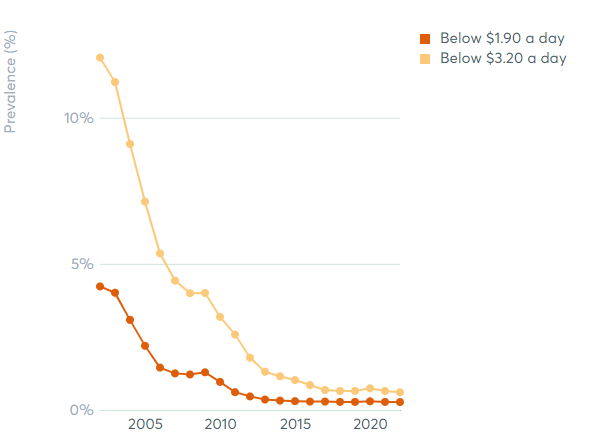 Prevalence (%)
Below $1.90 a day
Below $3.20 a day
10%
5%
0%
2005 2010 2015 2020